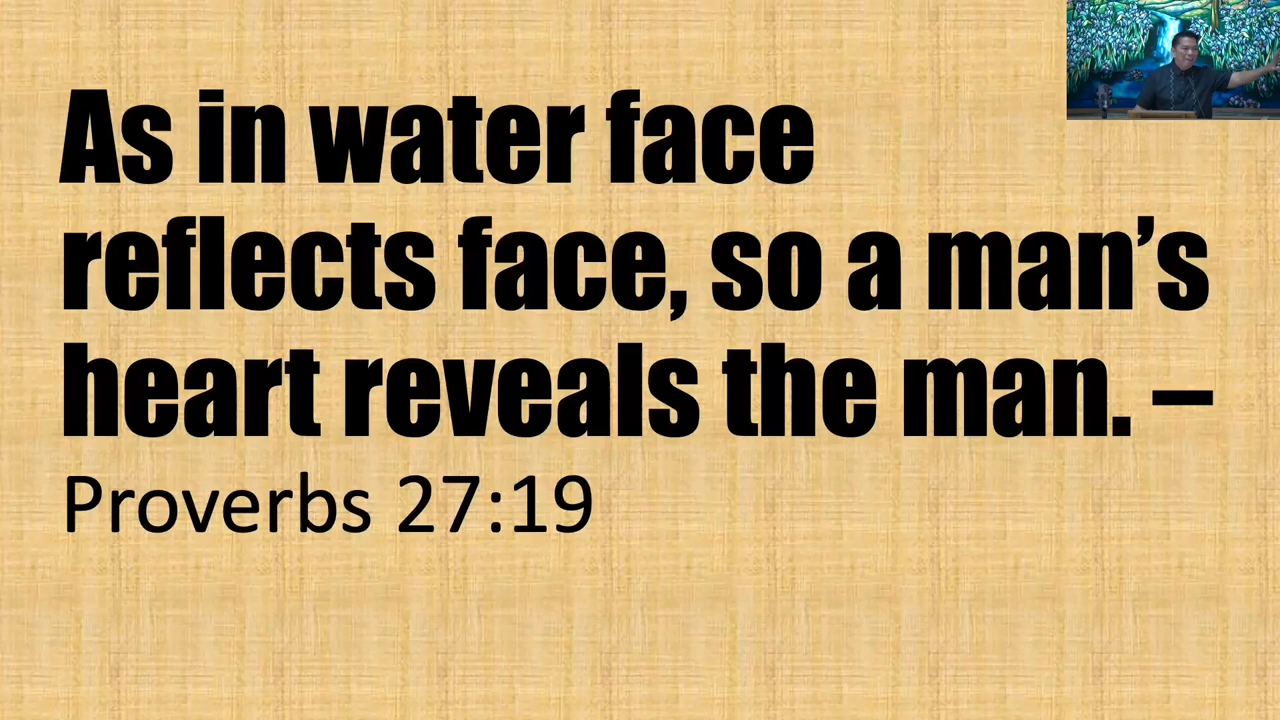 As in water face
reflects face, so a man’s
heart reveals the man. –
Proverbs 27:19